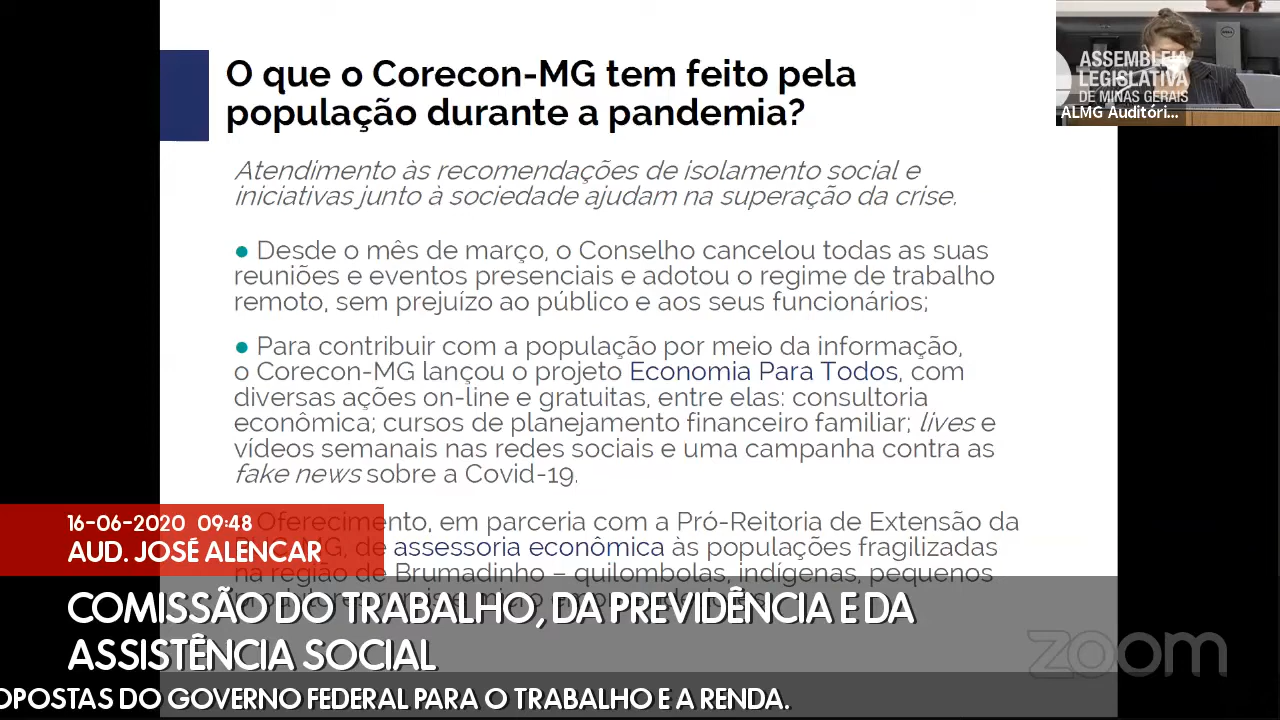 O que o Corecon-MG tem feito pela
população durante a pandemia?
ASSEMBLEIA
LEGISLATIVA
DE MINAS GERAIS
ALMG Auditóri...
Atendimento às recomendações de isolamento social e
iniciativas junto à sociedade ajudam na superação da crise.
● Desde o mês de março, o Conselho cancelou todas as suas
reuniões e eventos presenciais e adotou o regime de trabalho
remoto, sem prejuízo ao público e aos seus funcionários;
● Para contribuir com a população por meio da informação,
o Corecon-MG lançou o projeto Economia Para Todos, com
diversas ações on-line e gratuitas, entre elas: consultoria
econômica; cursos de planejamento financeiro familiar; lives e
vídeos semanais nas redes sociais e uma campanha contra as
fake news sobre a Covid-19.
Oferecimento, em parceria com a Pró-Reitoria de Extensão da
de assessoria econômica às populações fragilizadas
na região de Brumadinho – quilombolas, indígenas, pequenos
16-06-2020 09:48
AUD. JOSÉ ALENCAR
COMISSÃO DO TRABALHO, DA PREVIDÊNCIA E DA
ASSISTÊNCIA SOCIAL
zoom
OPOSTAS DO GOVERNO FEDERAL PARA O TRABALHO E A RENDA.